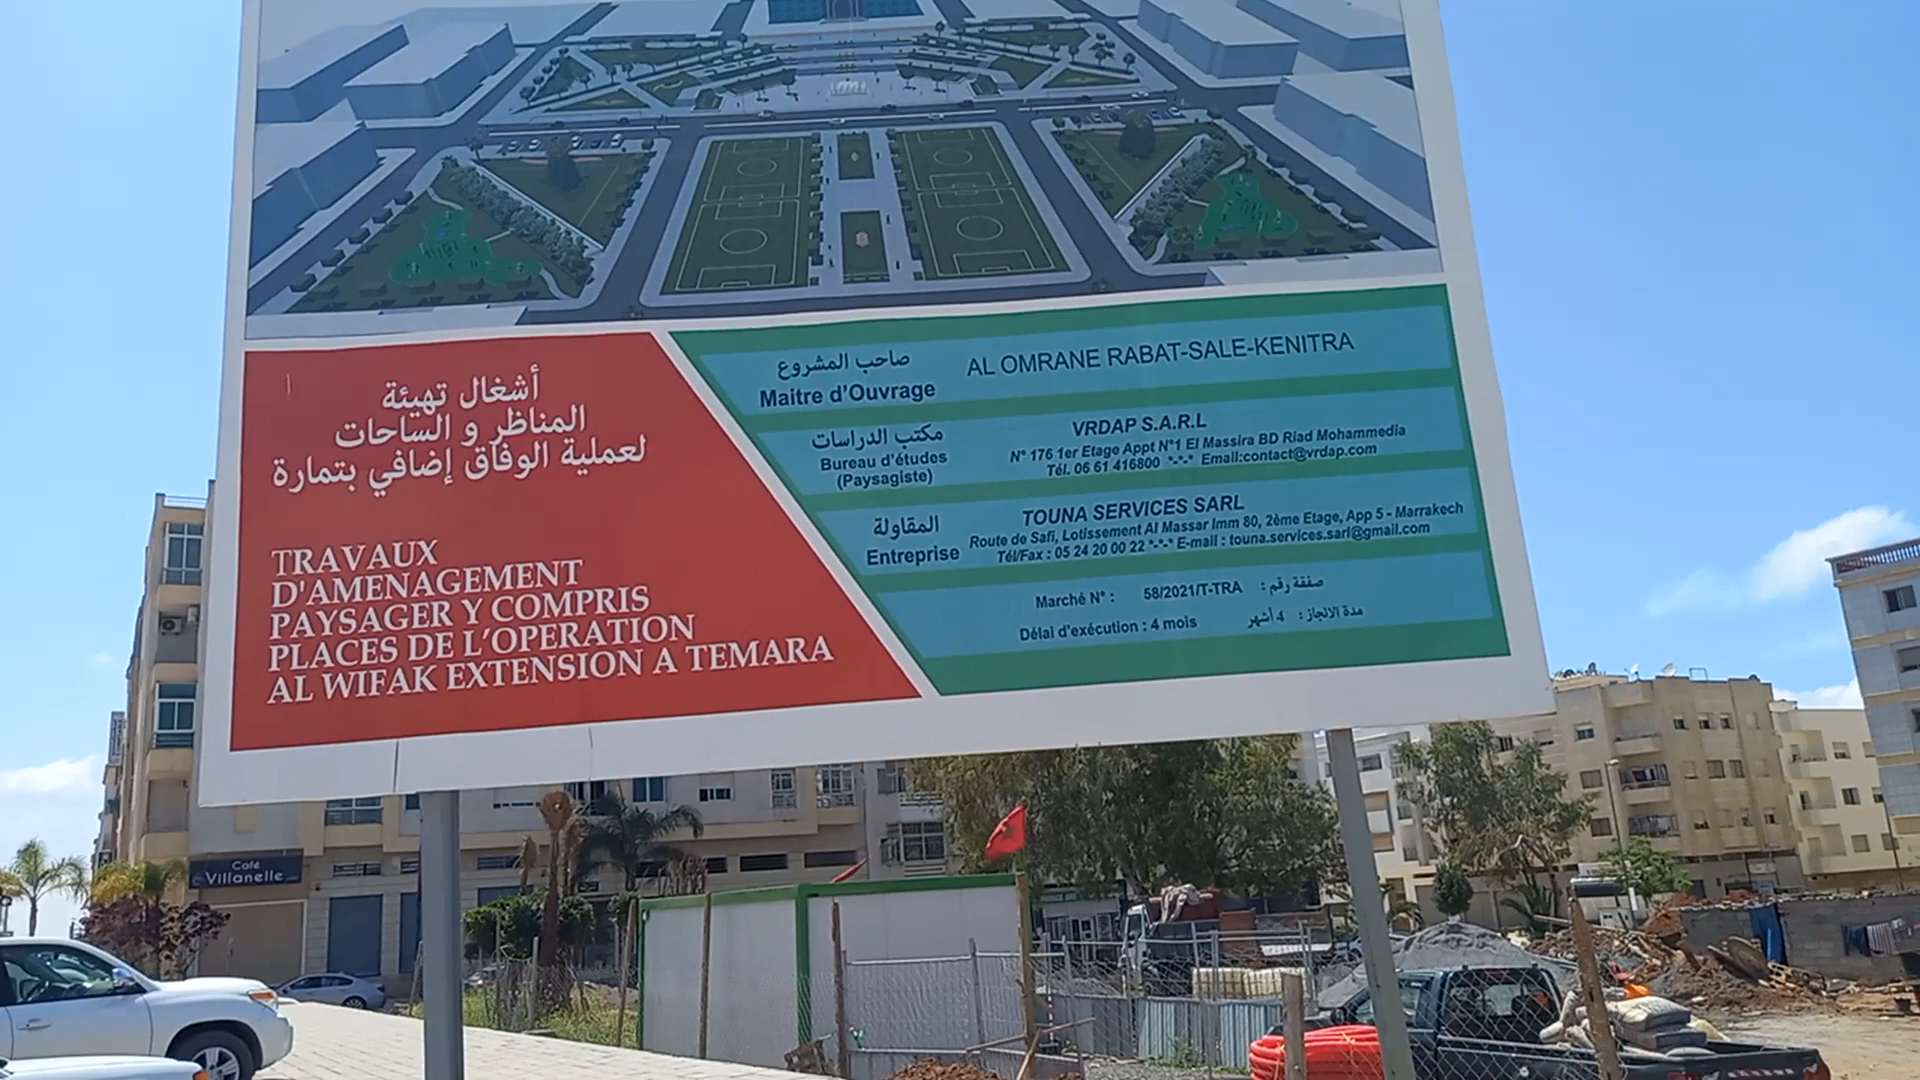 أشغال تهيئة
المناظر و الساحات
لعملية الوفاق إضافي بتمارة
TRAVAUX
D'AMENAGEMENT
PAYSAGER Y COMPRIS
PLACES DE L'OPERATION
AL WIFAK EXTENSION A TEMARA
صاحب المشروع
Maitre d'Ouvrage
AL OMRANE RABAT-SALE-KENITRA
مكتب الدراسات
Bureau d'études
(Paysagiste)
VRDAP S.A.R.L
N° 176 1er Etage Appt N°1 El Massira BD Riad Mohammedia
Tél. 06 61 416800 *-*-* Email:contact@vrdap.com
المقاولة
Entreprise
TOUNA SERVICES SARL
Route de Safi, Lotissement Al Massar Imm 80, 2ème Etage, App 5 - Marrakech
Tél/Fax : 05 24 20 00 22 *-*-* E-mail : touna.services.sarl@gmail.com
Marché N° : 58/2021/T-TRA صفقة رقم :
Délai d'exécution : 4 mois مدة الانجاز : 4 أشهر
Café
Villanelle